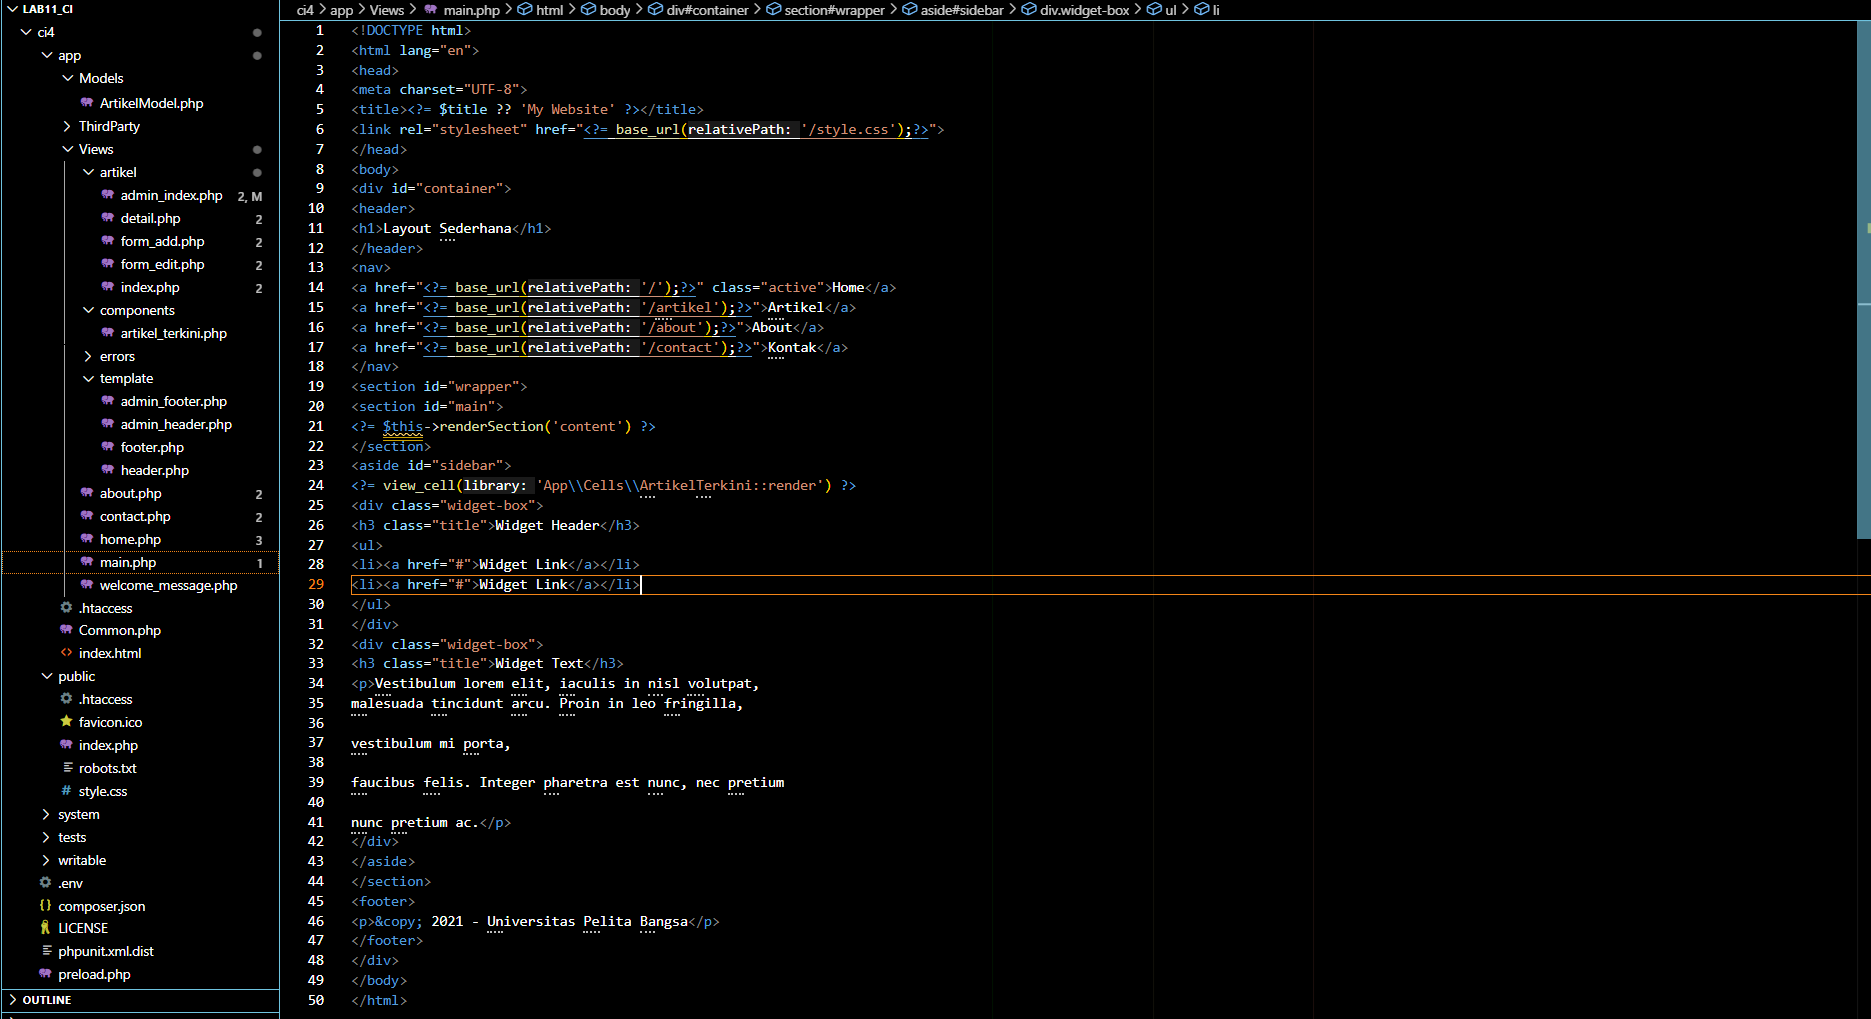 LAB11_CI
ci4
app
Models
ArtikelModel.php
ThirdParty
Views
artikel
admin_index.php 2, M
detail.php 2
form_add.php 2
form_edit.php 2
index.php 2
components
artikel_terkini.php
errors
template
admin_footer.php
admin_header.php
footer.php
header.php
about.php 2
contact.php 2
home.php 3
main.php 1
welcome_message.php
.htaccess
Common.php
index.html
public
.htaccess
favicon.ico
index.php
robots.txt
style.css
system
tests
writable
.env
composer.json
LICENSE
phpunit.xml.dist
preload.php
OUTLINE
ci4 > app > Views > main.php > html > body > div#container > section#wrapper > aside#sidebar > div.widget-box > ul > li
1 <!DOCTYPE html>
2 <html lang="en">
3 <head>
4 <meta charset="UTF-8">
5 <title><?= $title ?? 'My Website' ?></title>
6 <link rel="stylesheet" href="<?= base_url(relativePath: '/style.css');?>">
7 </head>
8 <body>
9 <div id="container">
10 <header>
11 <h1>Layout Sederhana</h1>
12 </header>
13 <nav>
14 <a href="<?= base_url(relativePath: '/');?>" class="active">Home</a>
15 <a href="<?= base_url(relativePath: '/artikel');?>">Artikel</a>
16 <a href="<?= base_url(relativePath: '/about');?>">About</a>
17 <a href="<?= base_url(relativePath: '/contact');?>">Kontak</a>
18 </nav>
19 <section id="wrapper">
20 <section id="main">
21 <?= $this->renderSection('content') ?>
22 </section>
23 <aside id="sidebar">
24 <?= view_cell(library: 'App\\Cells\\ArtikelTerkini::render') ?>
25 <div class="widget-box">
26 <h3 class="title">Widget Header</h3>
27 <ul>
28 <li><a href="#">Widget Link</a></li>
29 <li><a href="#">Widget Link</a></li>
30 </ul>
31 </div>
32 <div class="widget-box">
33 <h3 class="title">Widget Text</h3>
34 <p>Vestibulum lorem elit, iaculis in nisl volutpat,
35 malesuada tincidunt arcu. Proin in leo fringilla,
36
37 vestibulum mi porta,
38
39 faucibus felis. Integer pharetra est nunc, nec pretium
40
41 nunc pretium ac.</p>
42 </div>
43 </aside>
44 </section>
45 <footer>
46 <p>&copy; 2021 - Universitas Pelita Bangsa</p>
47 </footer>
48 </div>
49 </body>
50 </html>